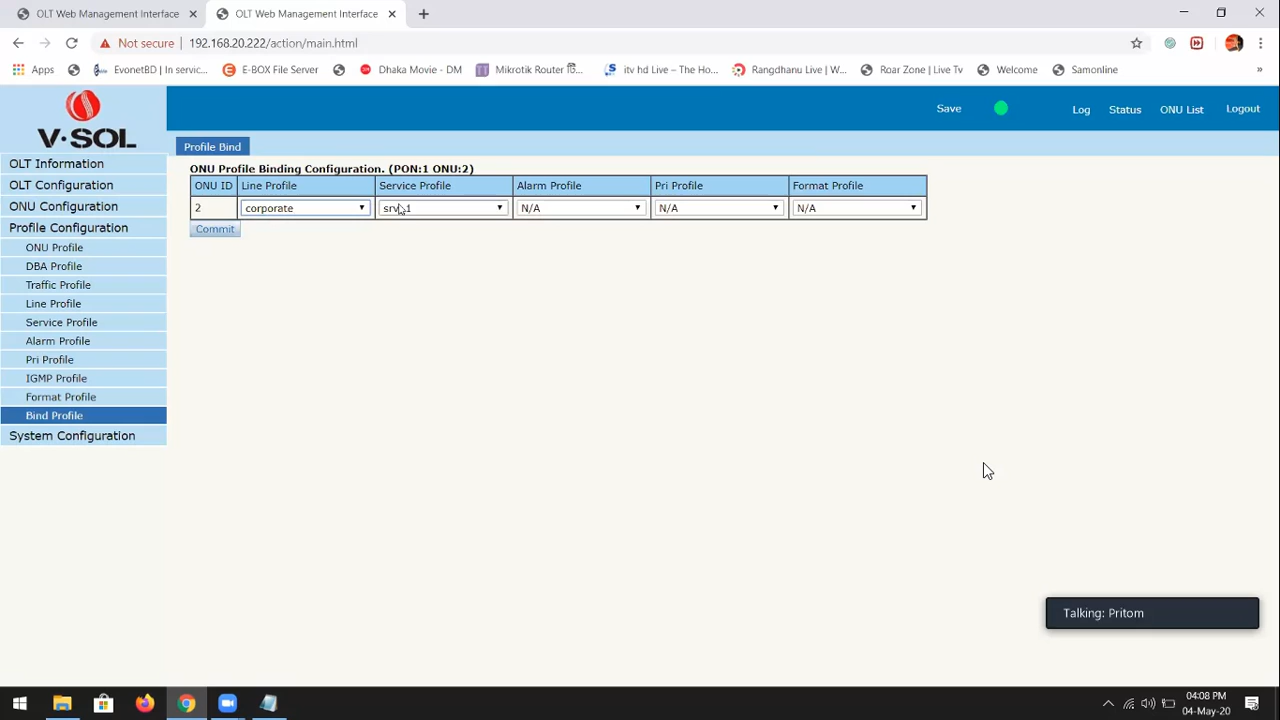 OLT Web Management Interface
OLT Web Management Interface
Not secure
192.168.20.222/action/main.html
Apps
EvonetBD | In servic...
E-BOX File Server
Dhaka Movie - DM
itv hd Live – The Ho...
Rangdhanu Live | W...
Roar Zone | Live Tv
Welcome
Samonline
»
V·SOL
Save
Log
Status
ONU List
Logout
OLT Information
OLT Configuration
ONU Configuration
Profile Configuration
ONU Profile
DBA Profile
Traffic Profile
Line Profile
Service Profile
Alarm Profile
Pri Profile
IGMP Profile
Format Profile
Bind Profile
System Configuration
Profile Bind
ONU Profile Binding Configuration. (PON:1 ONU:2)
ONU ID Line Profile Service Profile Alarm Profile Pri Profile Format Profile
2 corporate N/A N/A N/A
Commit
Talking: Pritom
04:08 PM
04-May-20